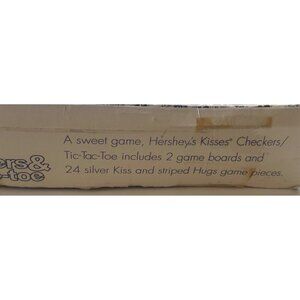 ers &
-toe
A sweet game, Hershey's Kisses® Checkers/
Tic-Tac-Toe includes 2 game boards and
24 silver Kiss and striped Hugs game pieces.